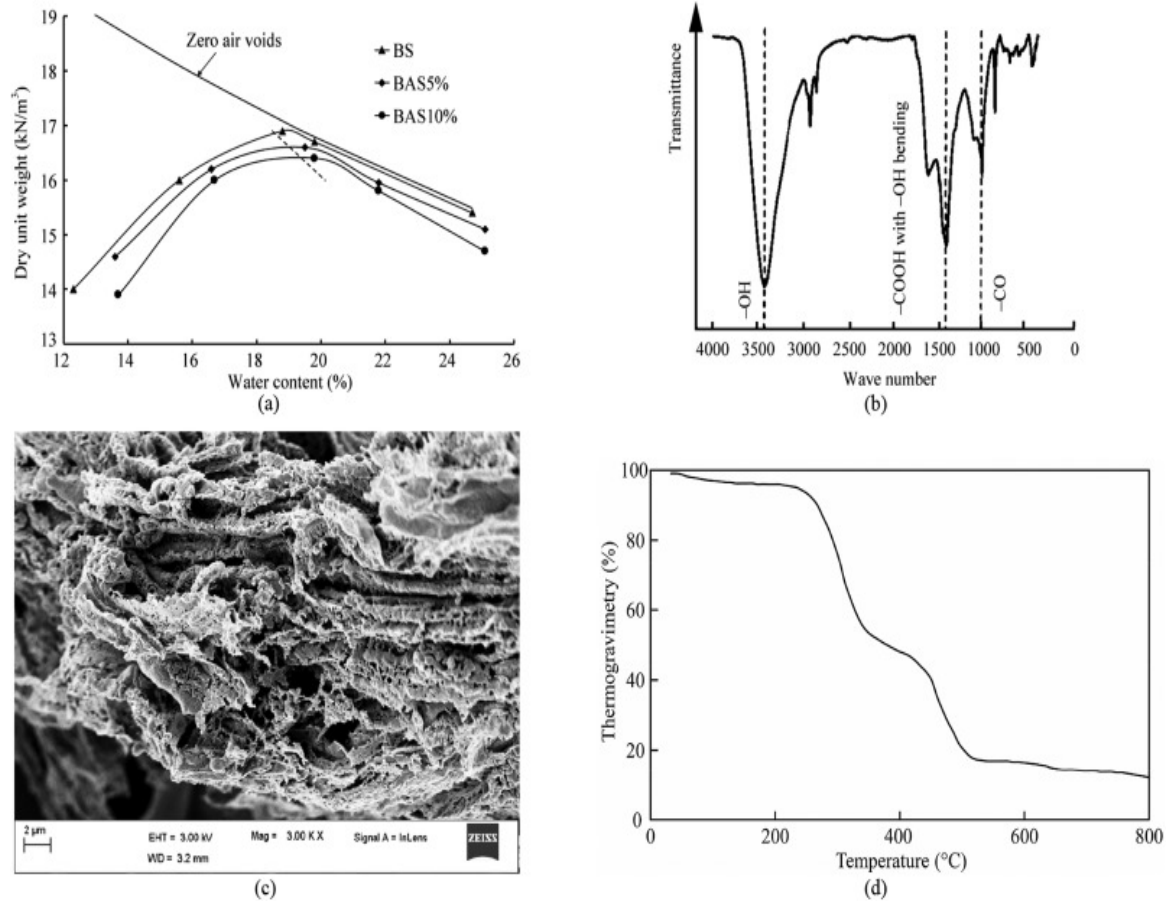 19
18
17
16
15
14
13
Dry unit weight (kN/m³)
Zero air voids
BS
BAS5%
BAS10%
12 14 16 18 20 22 24 26
Water content (%)
(a)
Transmittance
–OH
–COOH with –OH bending
–CO
4000 3500 3000 2500 2000 1500 1000 500 0
Wave number
(b)
2 µm
EHT = 3.00 kV
Mag = 3.00 K X
Signal A = InLens
WD = 3.2 mm
ZEISS
(c)
100
80
60
40
20
0
Thermogravimetry (%)
0 200 400 600 800
Temperature (°C)
(d)